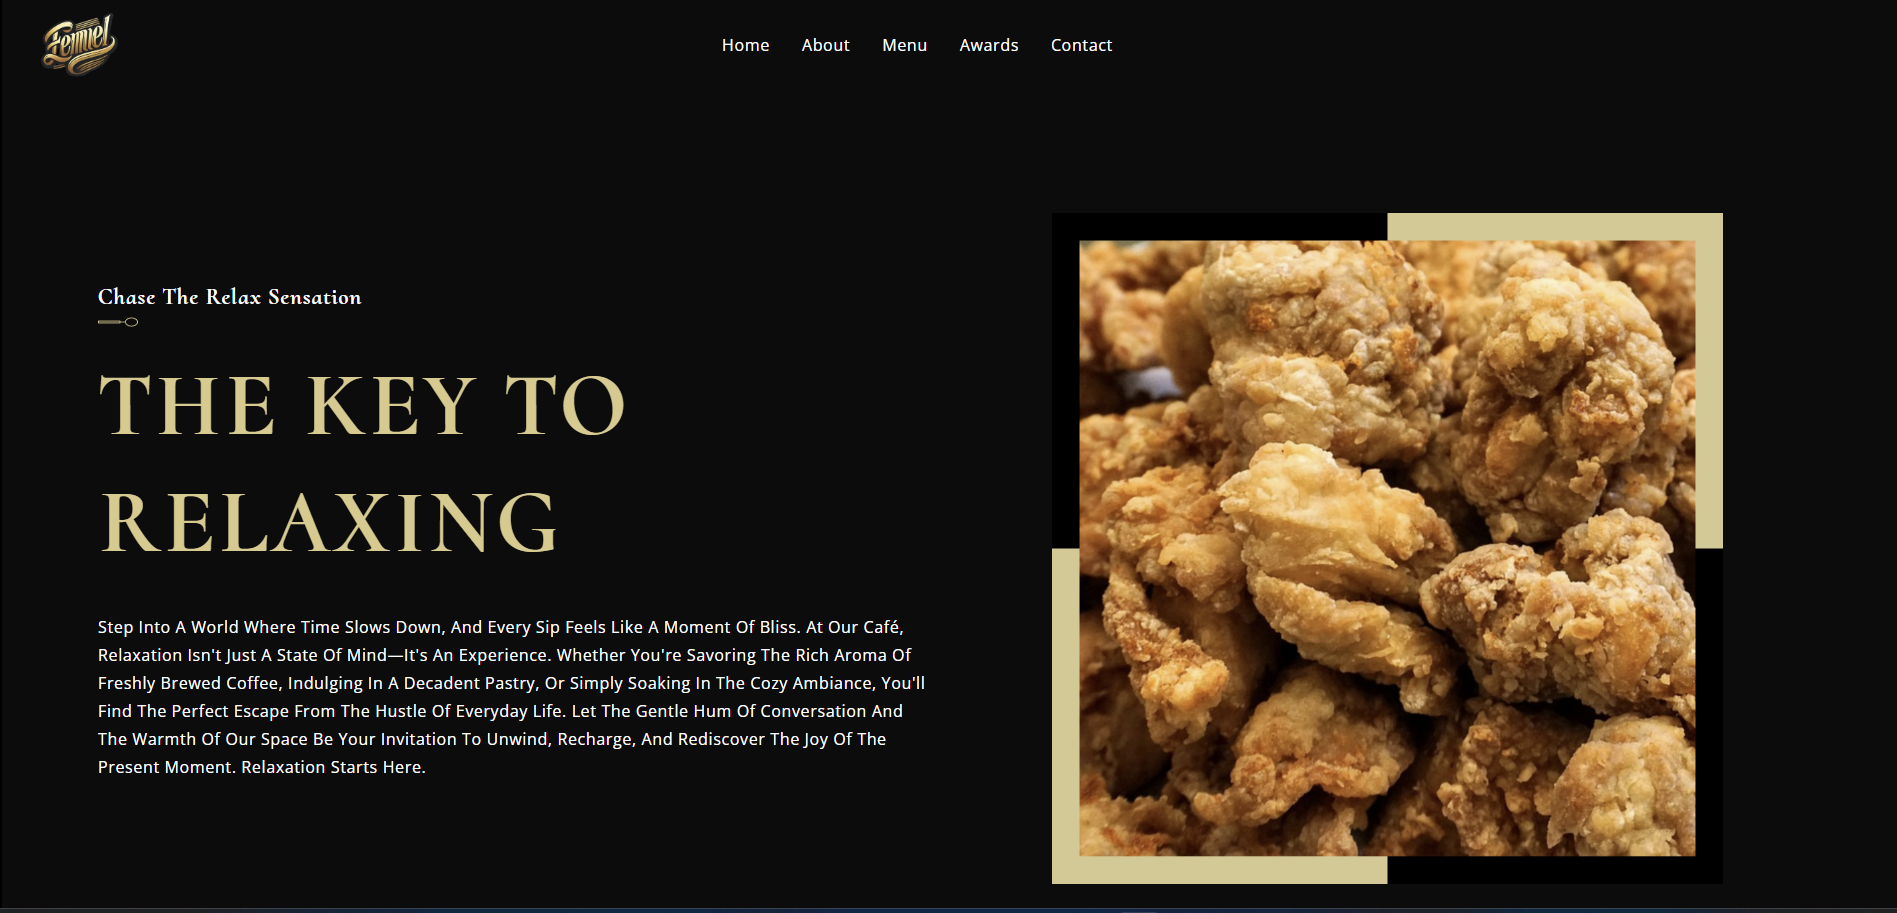 Femuel
Home About Menu Awards Contact
Chase The Relax Sensation
THE KEY TO
RELAXING
Step Into A World Where Time Slows Down, And Every Sip Feels Like A Moment Of Bliss. At Our Café,
Relaxation Isn't Just A State Of Mind—It's An Experience. Whether You're Savoring The Rich Aroma Of
Freshly Brewed Coffee, Indulging In A Decadent Pastry, Or Simply Soaking In The Cozy Ambiance, You'll
Find The Perfect Escape From The Hustle Of Everyday Life. Let The Gentle Hum Of Conversation And
The Warmth Of Our Space Be Your Invitation To Unwind, Recharge, And Rediscover The Joy Of The
Present Moment. Relaxation Starts Here.